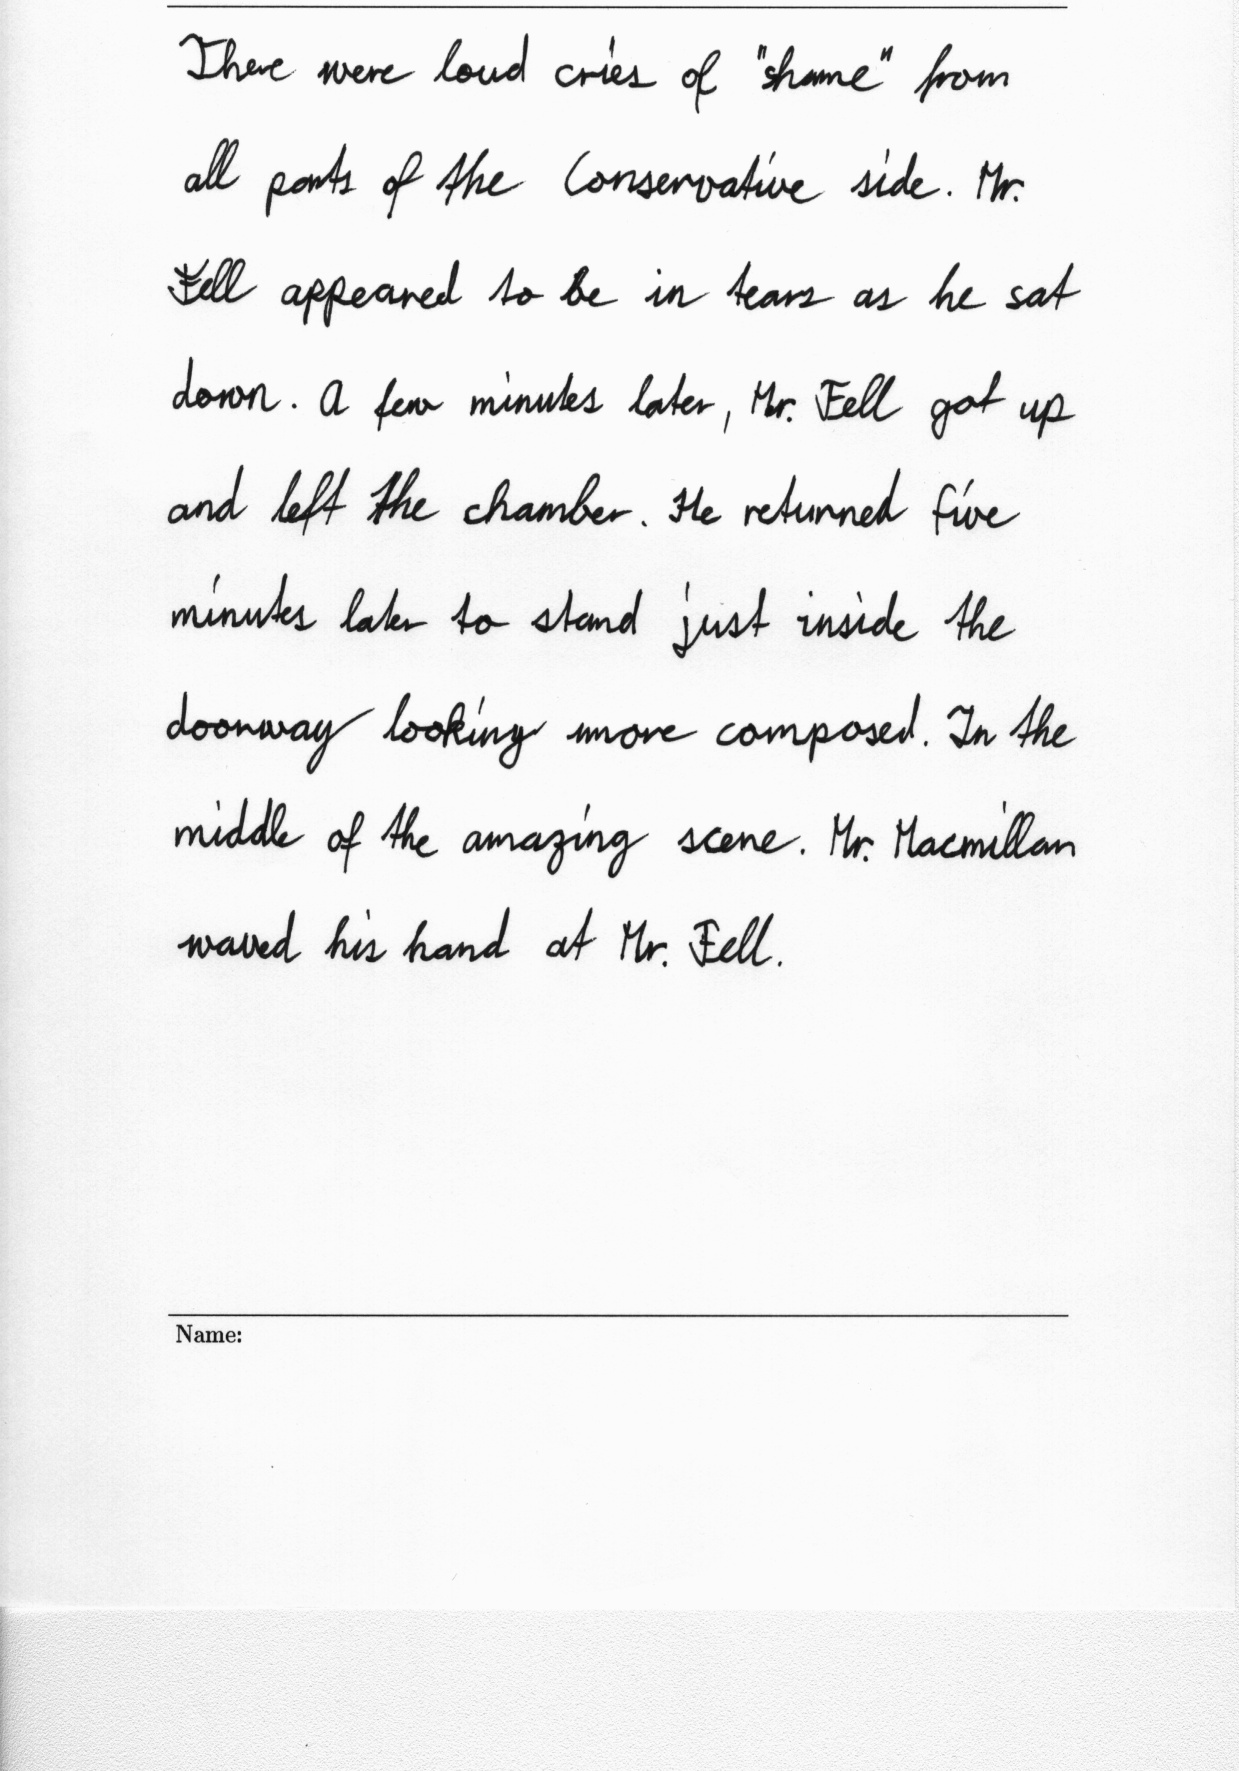 There were loud cries of "shame" from
all parts of the Conservative side. Mr.
Fell appeared to be in tears as he sat
down. A few minutes later, Mr. Fell got up
and left the chamber. He returned five
minutes later to stand just inside the
doorway looking more composed. In the
middle of the amazing scene. Mr. Macmillan
waved his hand at Mr. Fell.
Name: